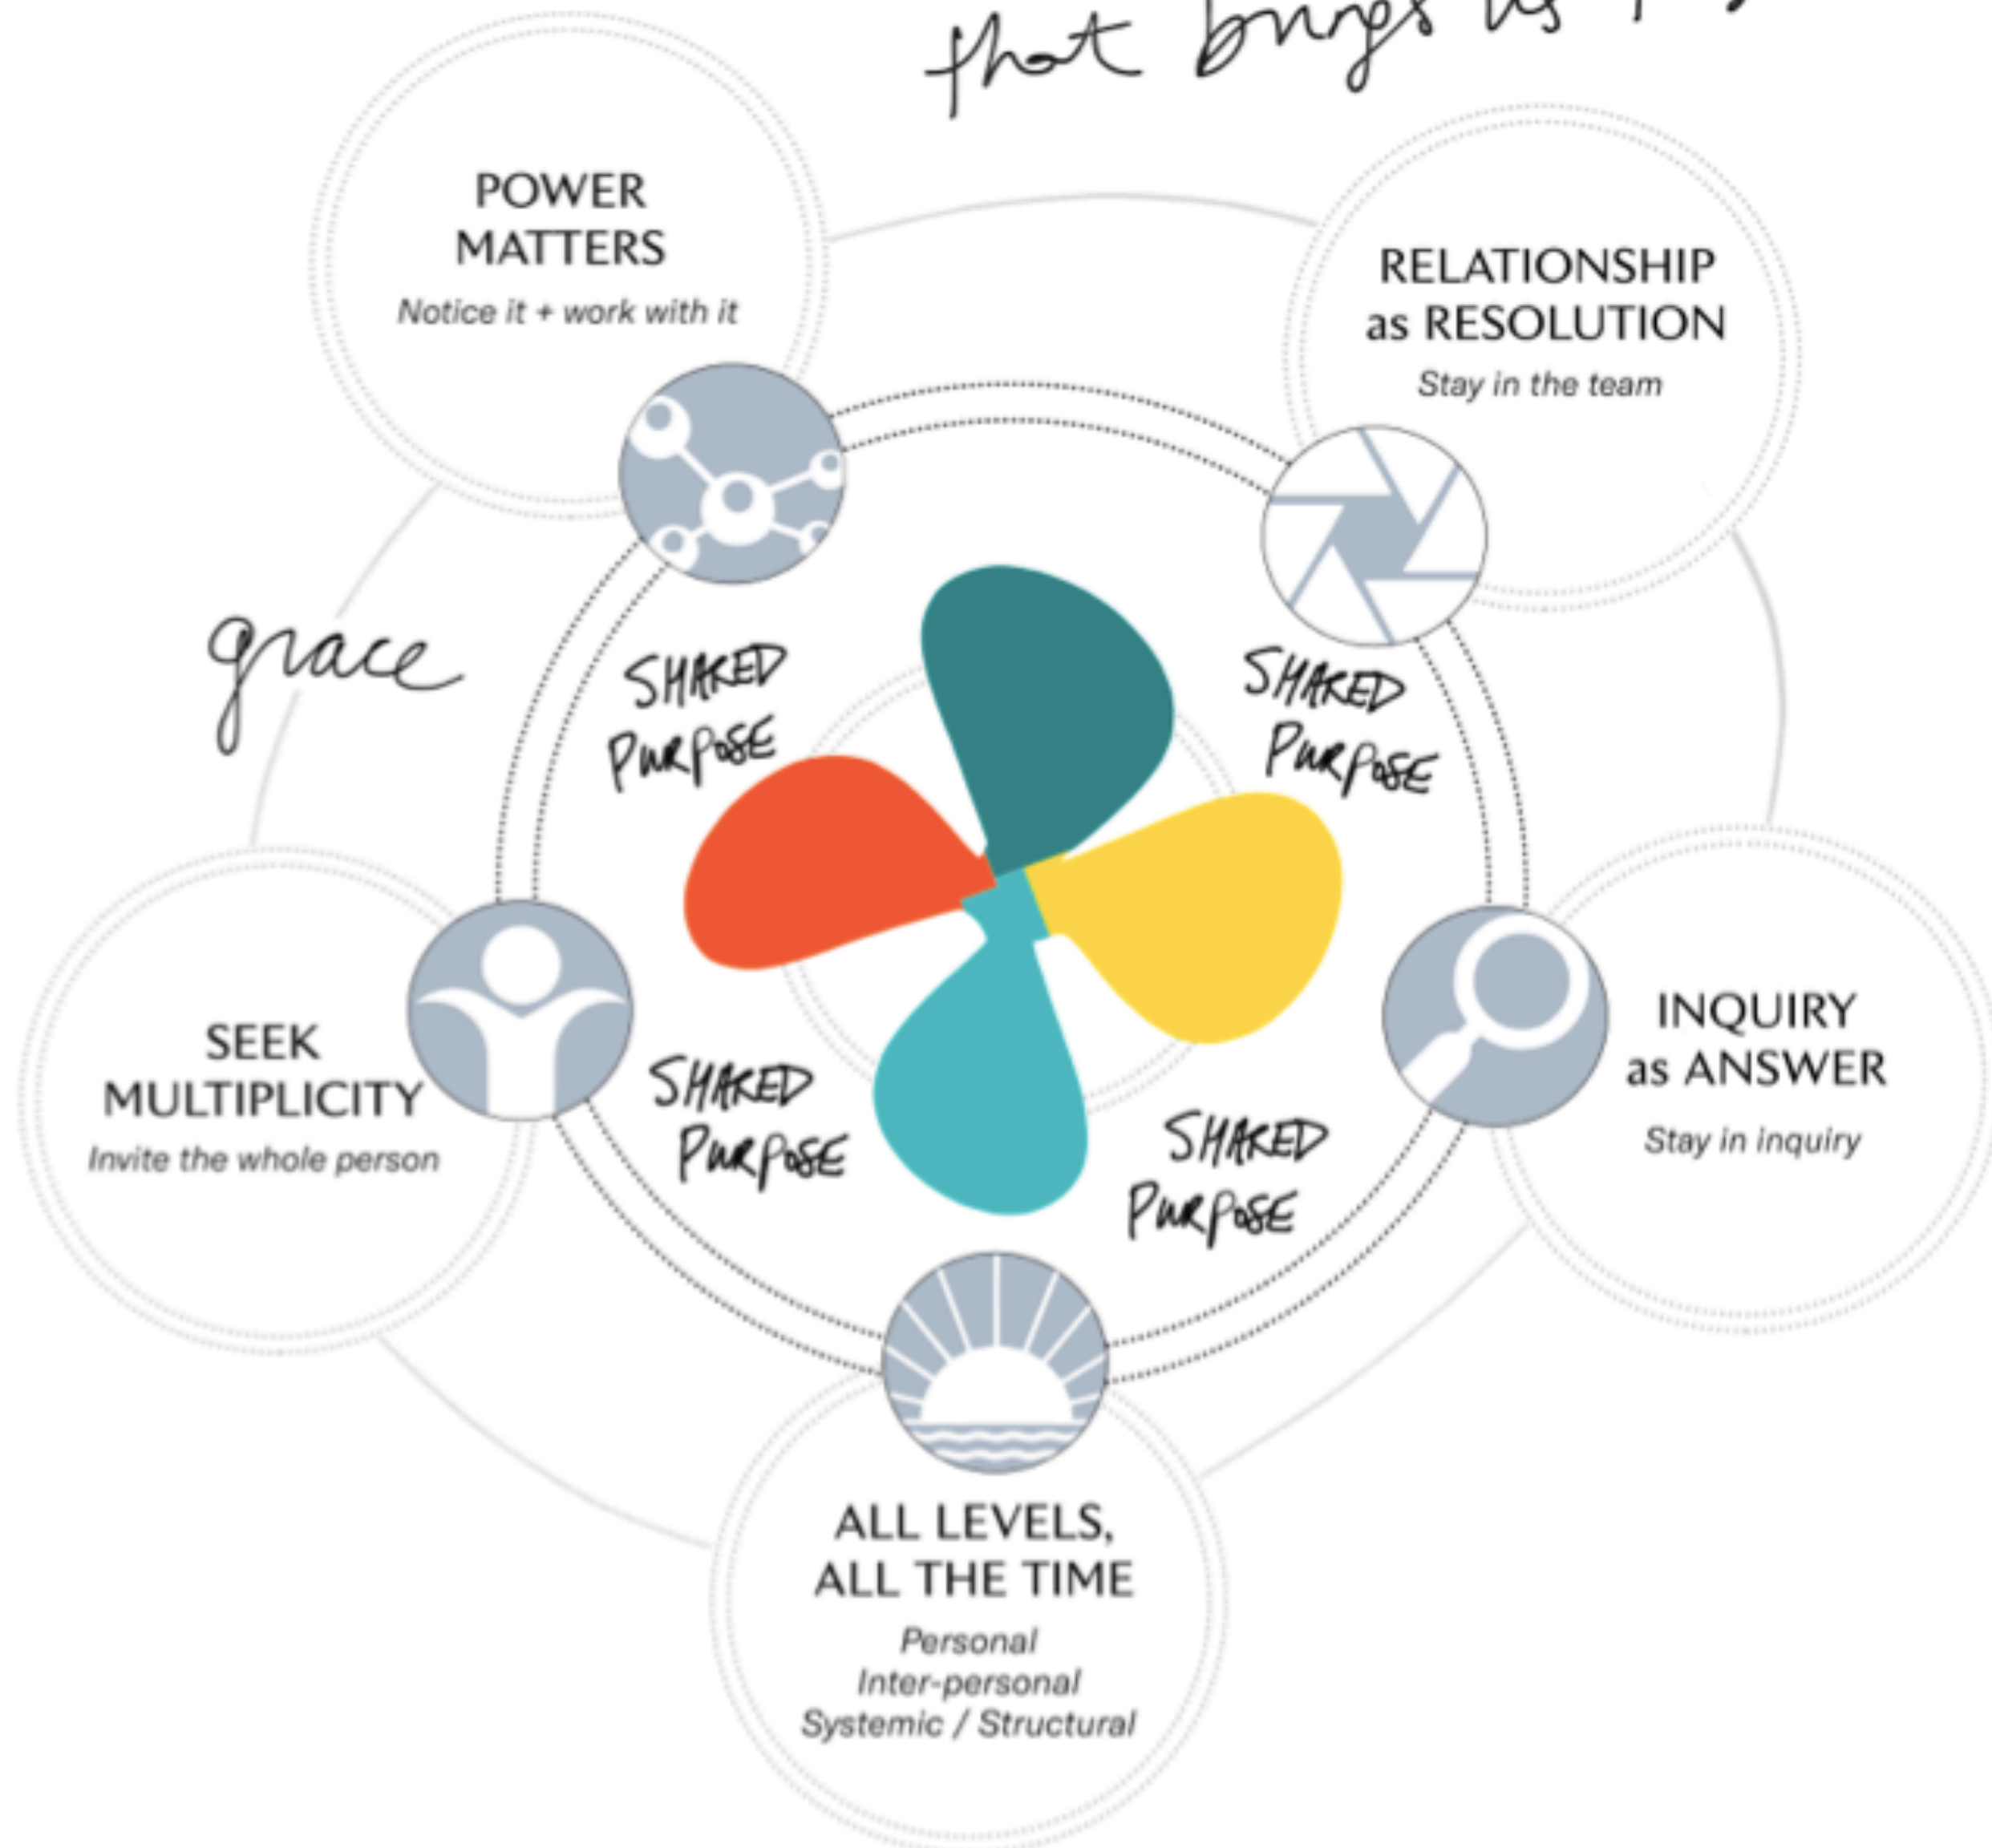 that brings us
POWER
MATTERS
Notice it + work with it
RELATIONSHIP
as RESOLUTION
Stay in the team
grace
SHARED
PURPOSE
SHARED
PURPOSE
SEEK
MULTIPLICITY
Invite the whole person
INQUIRY
as ANSWER
Stay in inquiry
SHARED
PURPOSE
SHARED
PURPOSE
ALL LEVELS,
ALL THE TIME
Personal
Inter-personal
Systemic / Structural